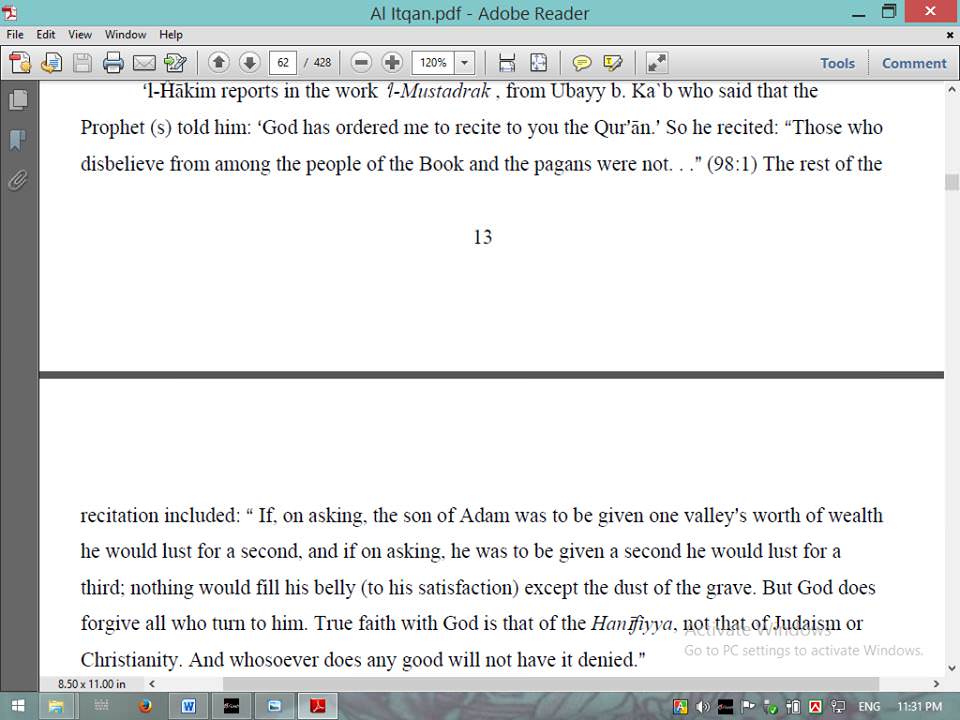 Al Itqan.pdf - Adobe Reader
File Edit View Window Help
62 / 428 120% Tools Comment
ʻl-Ḣākim reports in the work ʻl-Mustadrak , from Ubayy b. Ka`b who said that the
Prophet (s) told him: ‘God has ordered me to recite to you the Qur’ān.’ So he recited: “Those who
disbelieve from among the people of the Book and the pagans were not. . .” (98:1) The rest of the
13
recitation included: “ If, on asking, the son of Adam was to be given one valley’s worth of wealth
he would lust for a second, and if on asking, he was to be given a second he would lust for a
third; nothing would fill his belly (to his satisfaction) except the dust of the grave. But God does
forgive all who turn to him. True faith with God is that of the Hanīfiyya, not that of Judaism or
Activate Windows
Christianity. And whosoever does any good will not have it denied.”
Go to PC settings to activate Windows.
8.50 x 11.00 in
ENG 11:31 PM